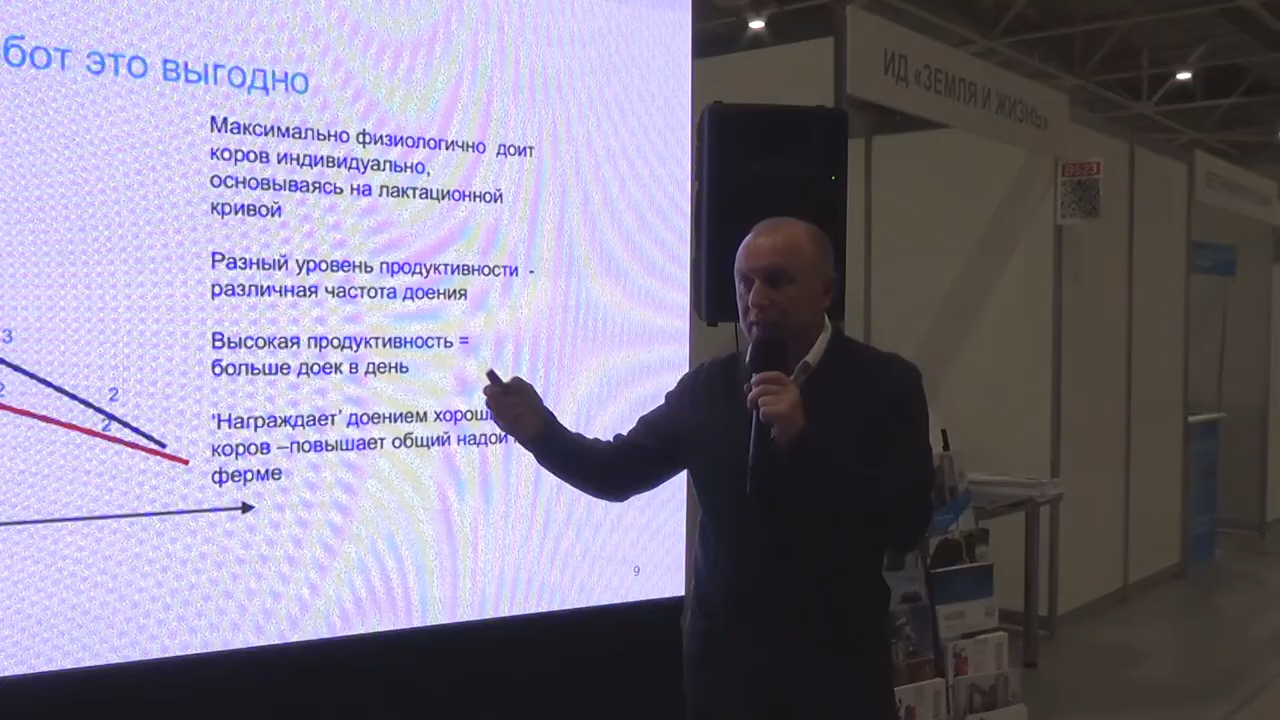 бот это выгодно
Максимально физиологично доит
коров индивидуально,
основываясь на лактационной
кривой
Разный уровень продуктивности -
различная частота доения
Высокая продуктивность =
больше доек в день
'Награждает' доением хорош
коров –повышает общий надой
ферме
3
2
2
2
9
ИД «ЗЕМЛЯ И ЖИЗНЬ»
B523